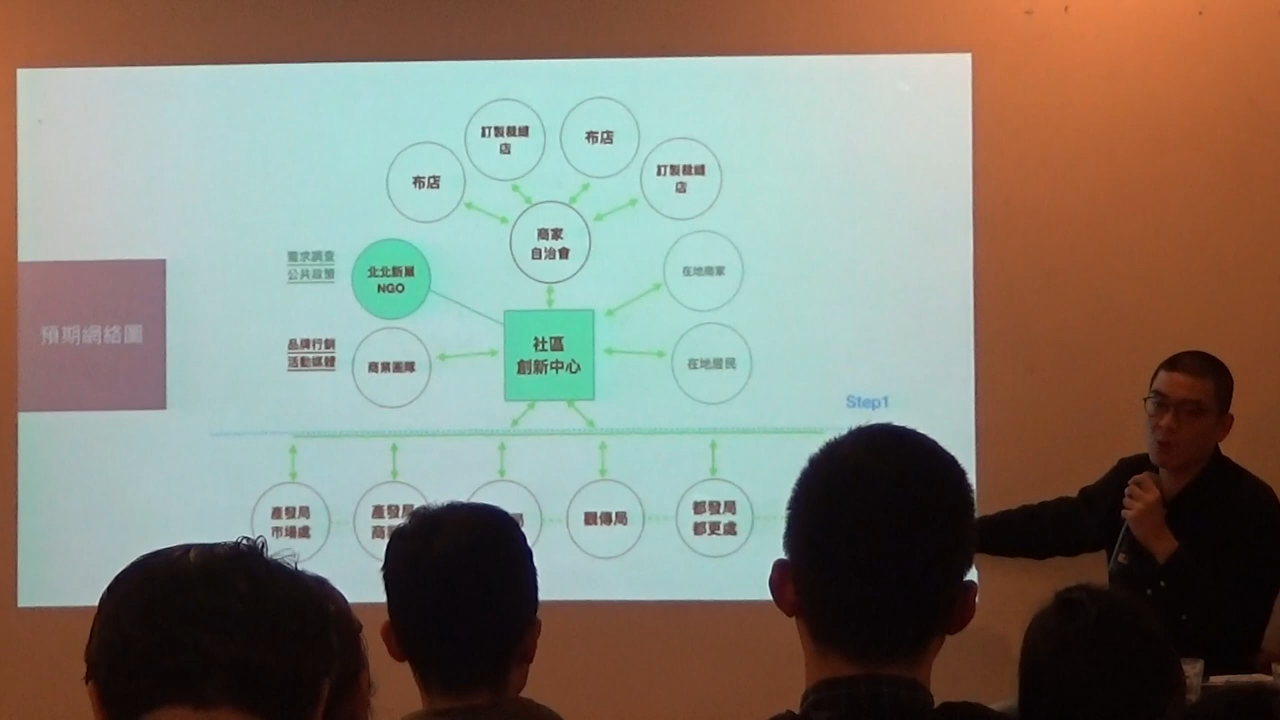 預期網絡圖
布店
訂製裁縫
店
布店
訂製裁縫
店
商家
自治會
需求調查
公共政策
北北新巢
NGO
在地商家
品牌行銷
活動媒體
商業團隊
社區
創新中心
在地居民
Step1
產發局
市場處
產發
商
局
觀傳局
都發局
都更處